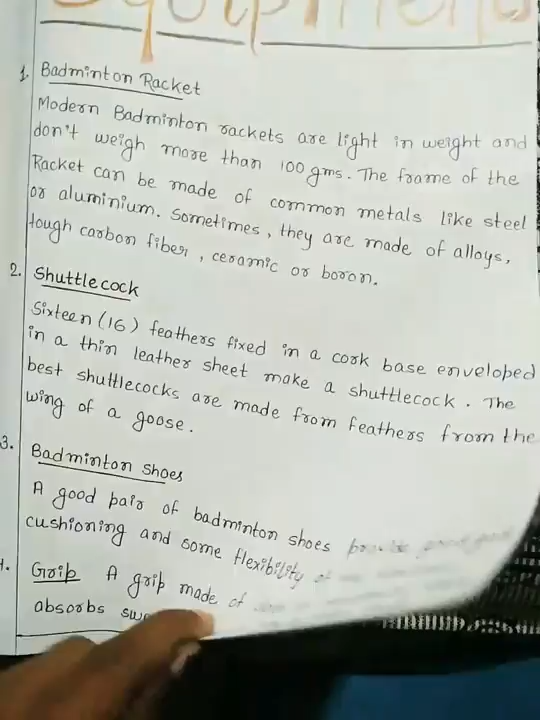 Equipments
1. Badminton Racket
Modern Badminton rackets are light in weight and
don't weigh more than 100 gms. The frame of the
Racket can be made of common metals like steel
or aluminium. Sometimes, they are made of alloys,
tough carbon fiber, ceramic or boron.
2. Shuttlecock
Sixteen (16) feathers fixed in a cork base enveloped
in a thin leather sheet make a shuttlecock. The
best shuttlecocks are made from feathers from the
wing of a goose.
3. Badminton Shoes
A good pair of badminton shoes provide
cushioning and some flexibility
4. Grip A grip made of
absorbs